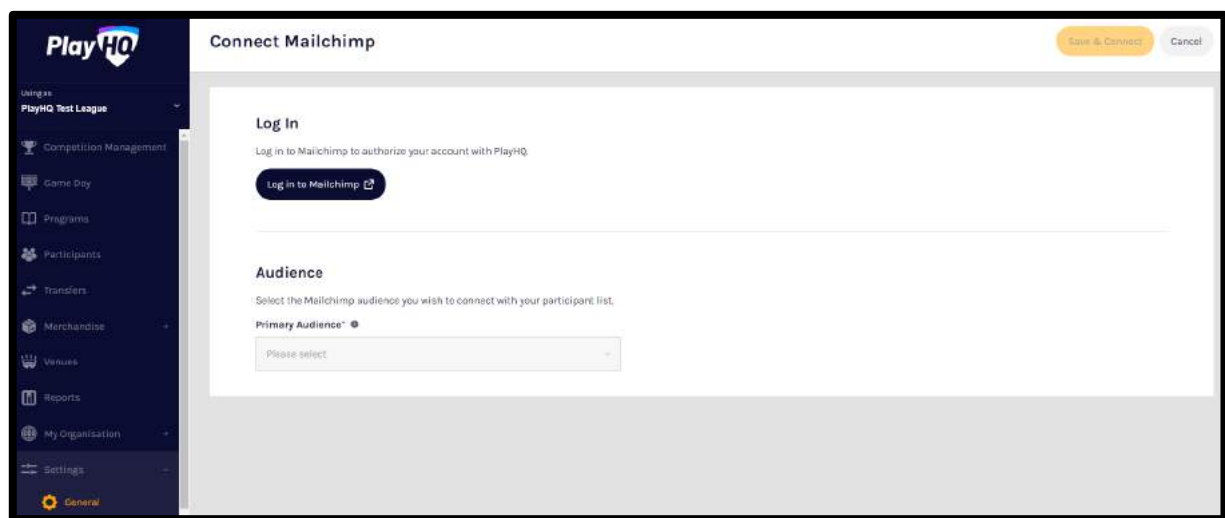 PlayHQ
Using as
PlayHQ Test League
Competition Management
Game Day
Programs
Participants
Transfers
Merchandise
Venues
Reports
My Organisation
Settings
General
Connect Mailchimp
Save & Connect
Cancel
Log In
Log in to Mailchimp to authorize your account with PlayHQ.
Log in to Mailchimp
Audience
Select the Mailchimp audience you wish to connect with your participant list.
Primary Audience*
Please select